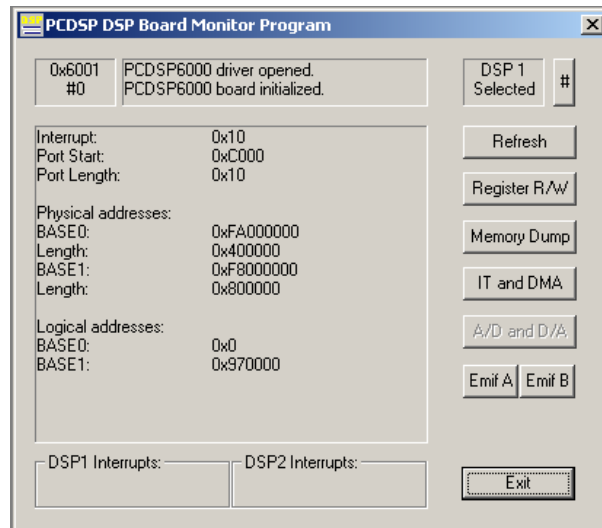 DSP
PCDSP DSP Board Monitor Program
0x6001
#0
PCDSP6000 driver opened.
PCDSP6000 board initialized.
DSP 1
Selected
#
Interrupt: 0x10
Port Start: 0xC000
Port Length: 0x10
Physical addresses:
BASE0: 0xFA000000
Length: 0x400000
BASE1: 0xF8000000
Length: 0x800000
Logical addresses:
BASE0: 0x0
BASE1: 0x970000
Refresh
Register R/W
Memory Dump
IT and DMA
A/D and D/A
Emif A Emif B
DSP1 Interrupts: DSP2 Interrupts:
Exit